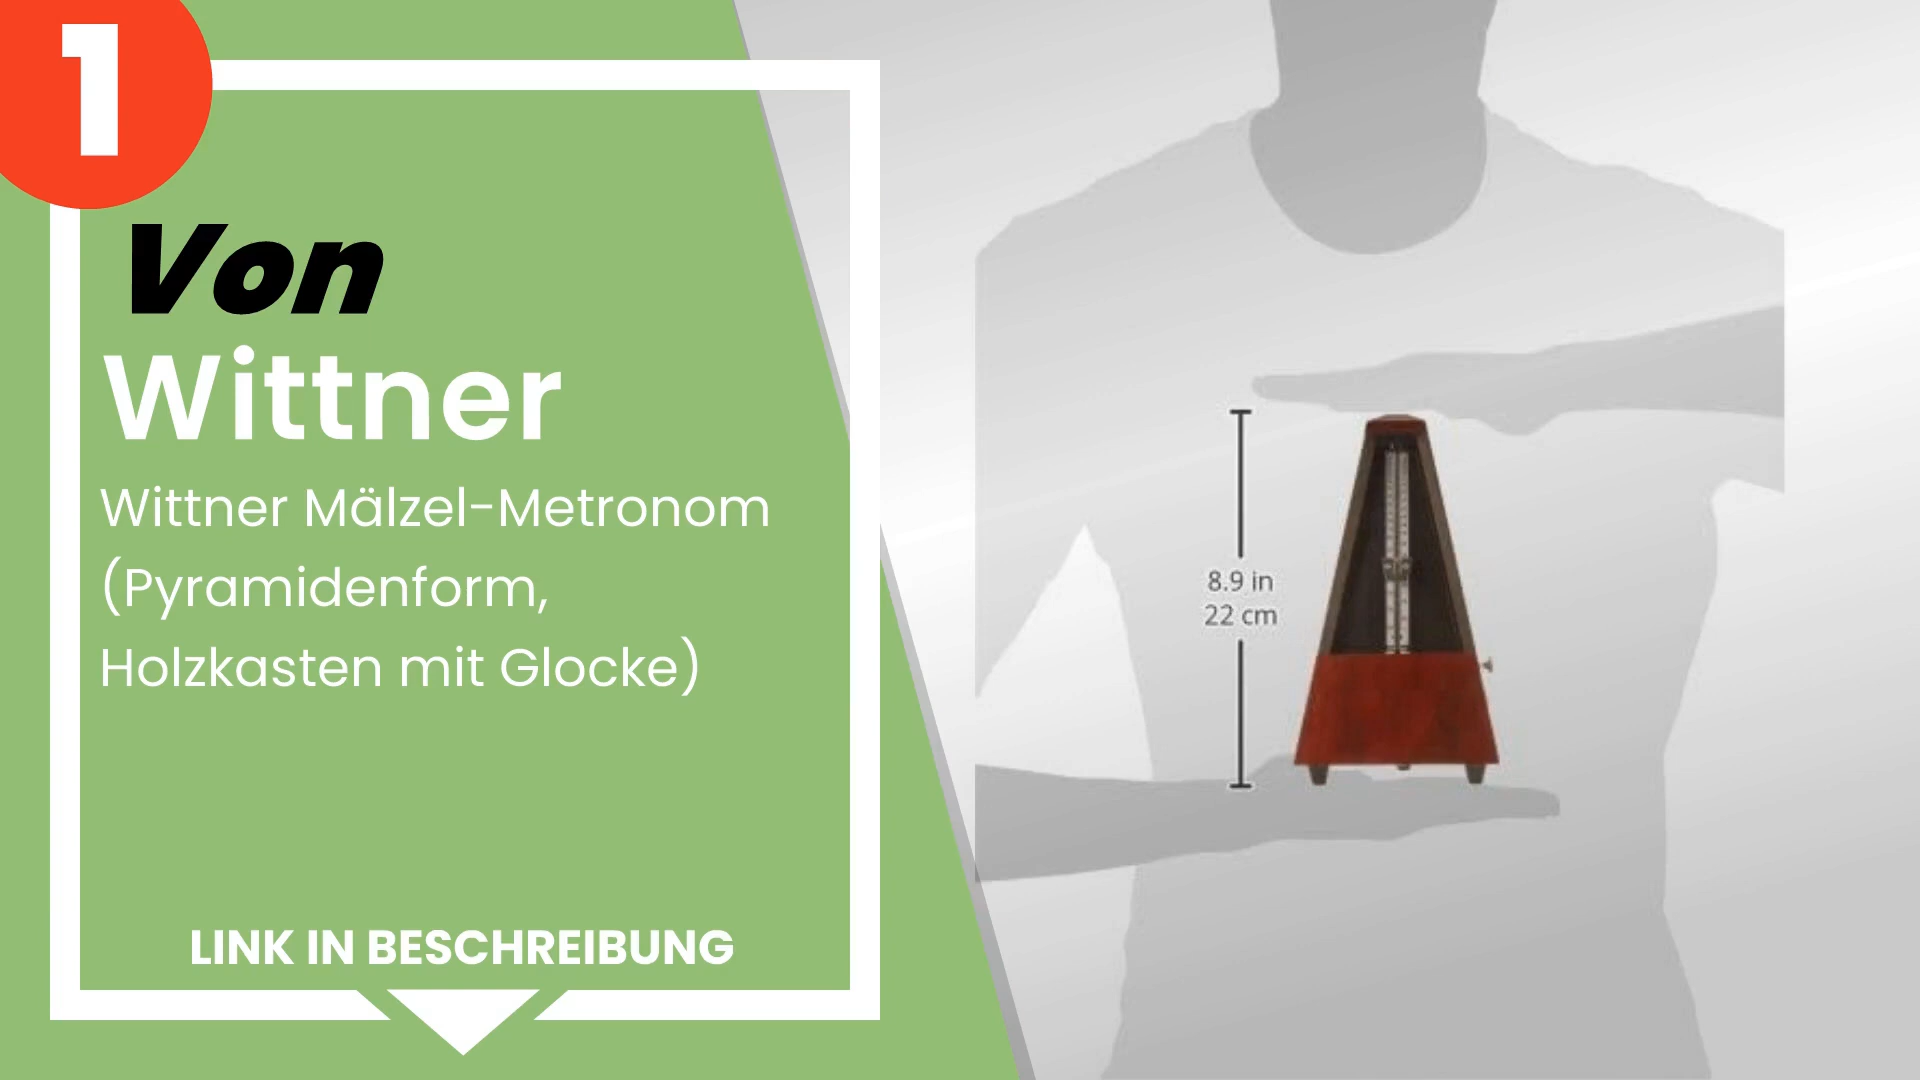 1
Von
Wittner
Wittner Mälzel-Metronom
(Pyramidenform,
Holzkasten mit Glocke)
LINK IN BESCHREIBUNG
8.9 in
22 cm